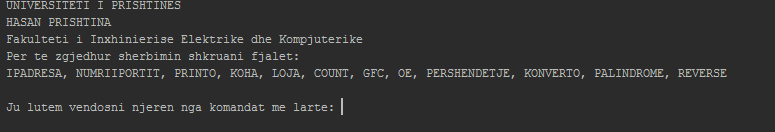 UNIVERSITETI I PRISHTINES
HASAN PRISHTINA
Fakulteti i Inxhinierise Elektrike dhe Kompjuterike
Per te zgjedhur sherbimin shkruani fjalet:
IPADRESA, NUMRIIPORTIT, PRINTO, KOHA, LOJA, COUNT, GFC, OE, PERSHENDETJE, KONVERTO, PALINDROME, REVERSE
Ju lutem vendosni njeren nga komandat me larte: